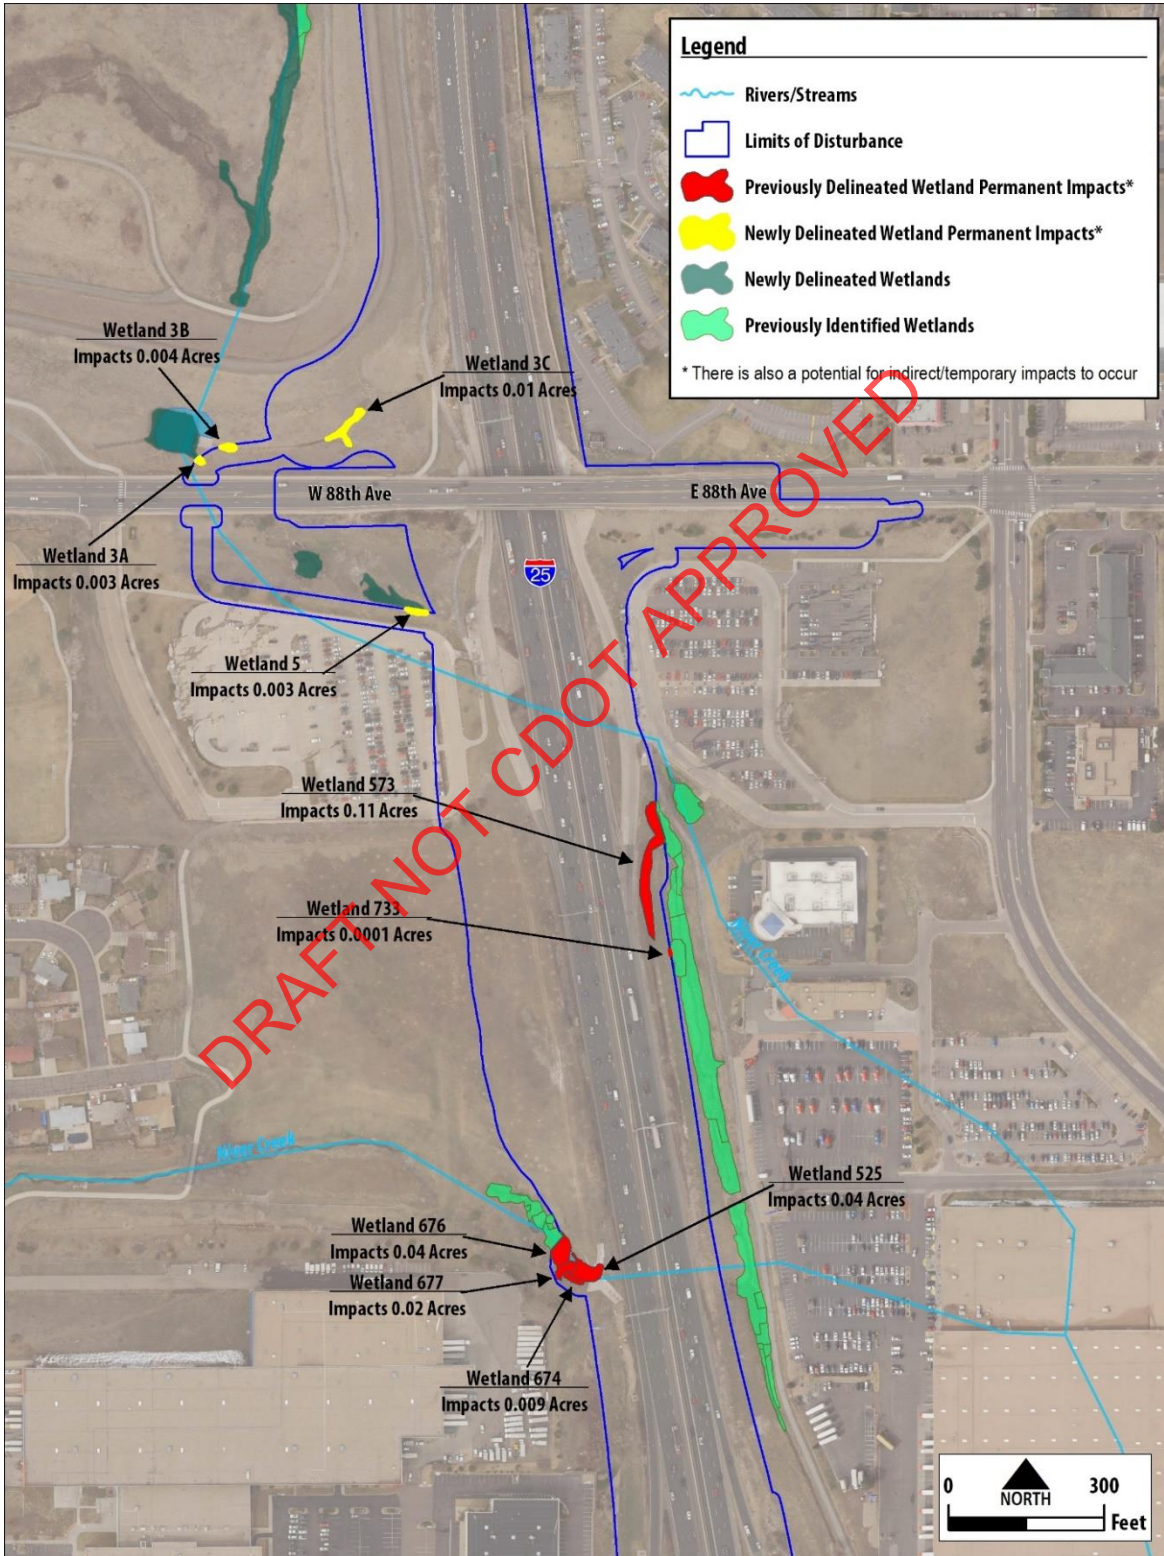 Legend
Rivers/Streams
Limits of Disturbance
Previously Delineated Wetland Permanent Impacts*
Newly Delineated Wetland Permanent Impacts*
Newly Delineated Wetlands
Previously Identified Wetlands
* There is also a potential for indirect/temporary impacts to occur
Wetland 3B
Impacts 0.004 Acres
Wetland 3C
Impacts 0.01 Acres
W 88th Ave
E 88th Ave
Wetland 3A
Impacts 0.003 Acres
25
Wetland 5
Impacts 0.003 Acres
DRAFT NOT CDOT APPROVED
Wetland 573
Impacts 0.11 Acres
Wetland 733
Impacts 0.0001 Acres
Creek
Niver Creek
Wetland 525
Impacts 0.04 Acres
Wetland 676
Impacts 0.04 Acres
Wetland 677
Impacts 0.02 Acres
Wetland 674
Impacts 0.009 Acres
0 300
NORTH
Feet